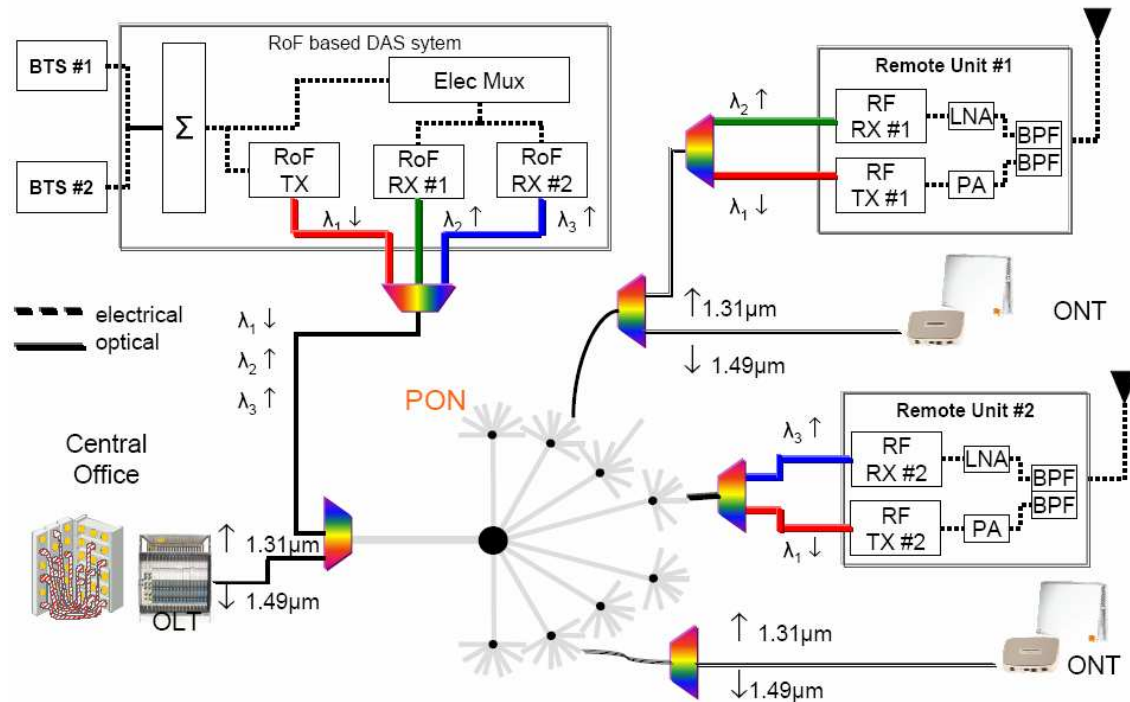 RoF based DAS sytem
BTS #1
BTS #2
Σ
Elec Mux
RoF
TX
RoF
RX #1
RoF
RX #2
λ1 ↓
λ2 ↑
λ3 ↑
electrical
optical
λ1 ↓
λ2 ↑
λ3 ↑
Remote Unit #1
λ2 ↑
RF
RX #1
LNA
BPF
BPF
RF
TX #1
PA
λ1 ↓
↑1.31µm
↓ 1.49µm
ONT
PON
Remote Unit #2
λ3 ↑
RF
RX #2
LNA
BPF
BPF
RF
TX #2
PA
λ1 ↓
Central
Office
↑ 1.31µm
↓ 1.49µm
OLT
↑ 1.31µm
↓1.49µm
ONT